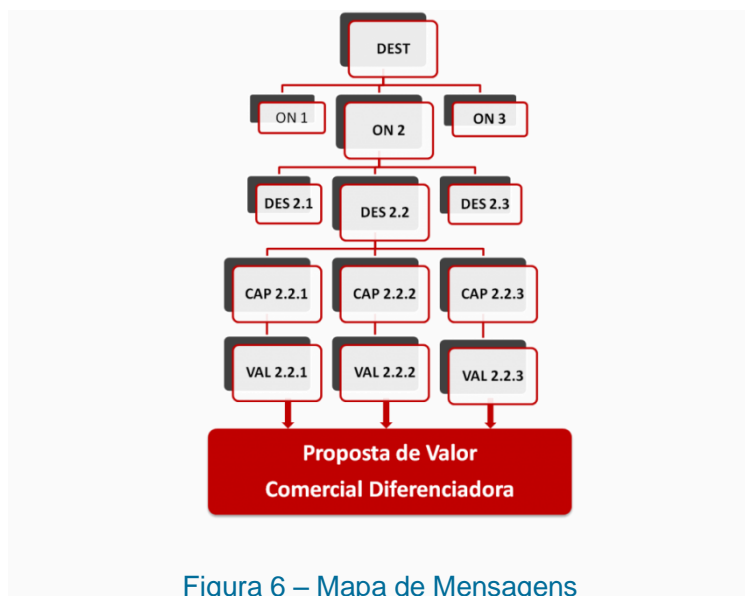 DEST
ON 1
ON 2
ON 3
DES 2.1
DES 2.2
DES 2.3
CAP 2.2.1
CAP 2.2.2
CAP 2.2.3
VAL 2.2.1
VAL 2.2.2
VAL 2.2.3
Proposta de Valor
Comercial Diferenciadora
Figura 6 – Mapa de Mensagens